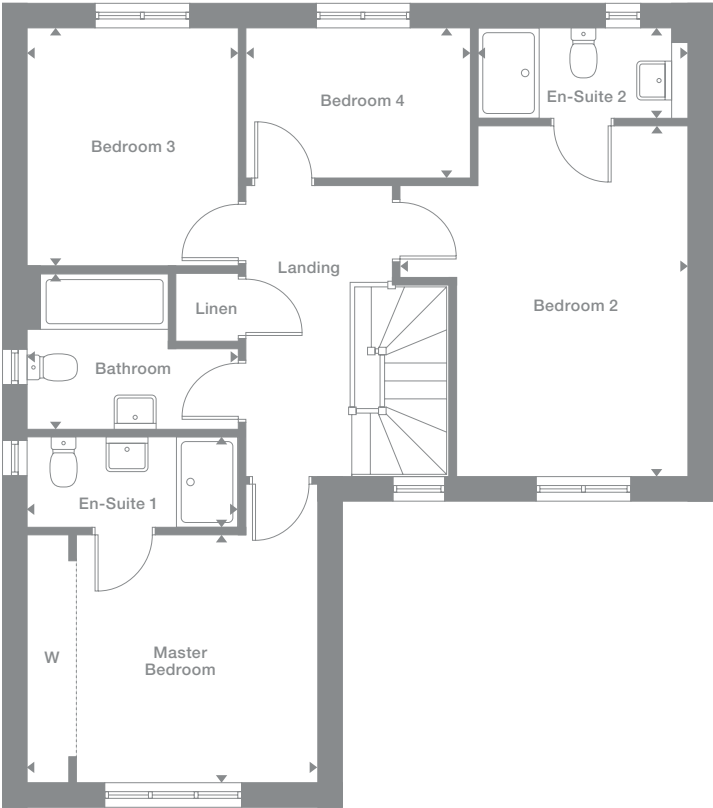 Bedroom 3
Bedroom 4
En-Suite 2
Landing
Linen
Bedroom 2
Bathroom
En-Suite 1
W
Master
Bedroom